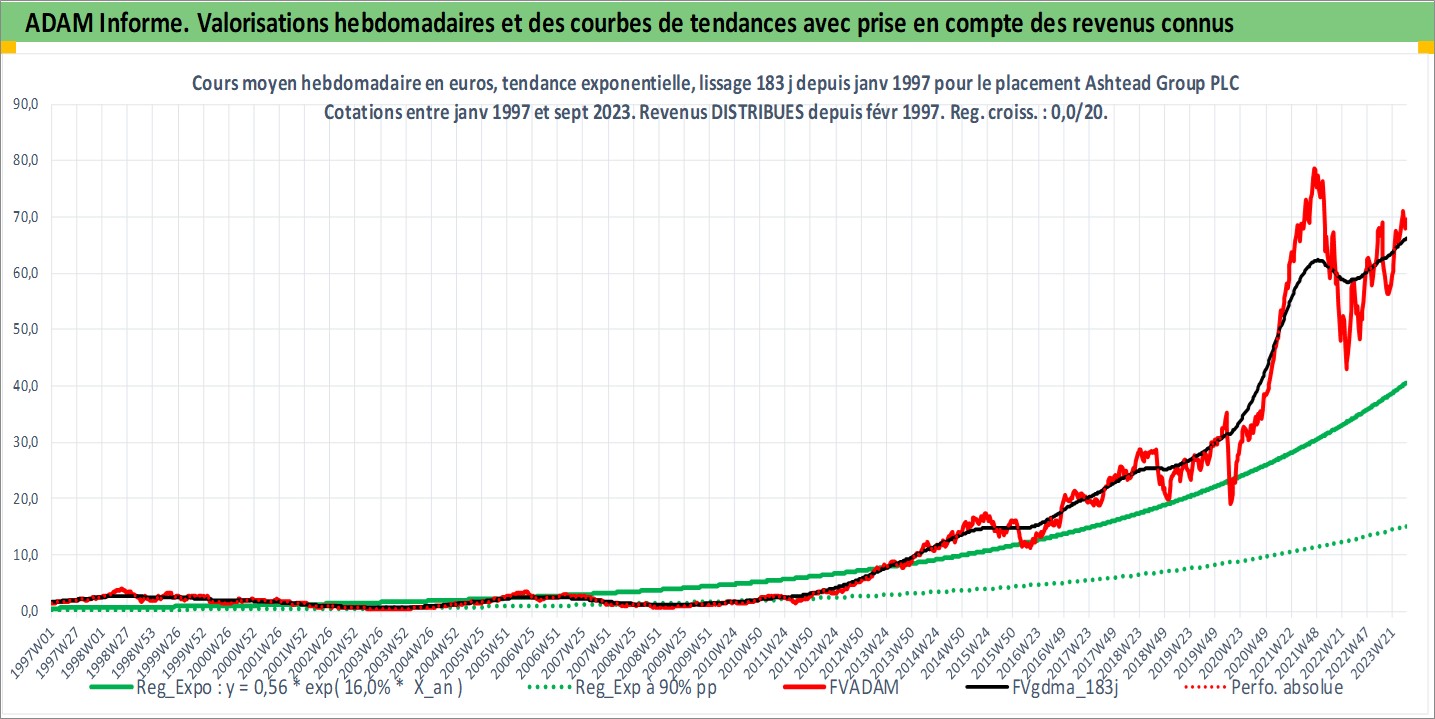 ADAM Informe. Valorisations hebdomadaires et des courbes de tendances avec prise en compte des revenus connus
Cours moyen hebdomadaire en euros, tendance exponentielle, lissage 183 j depuis janv 1997 pour le placement Ashtead Group PLC
Cotations entre janv 1997 et sept 2023. Revenus DISTRIBUES depuis févr 1997. Reg. croiss. : 0,0/20.
90,0
80,0
70,0
60,0
50,0
40,0
30,0
20,0
10,0
0,0
1997W01
1997W27
1998W01
1998W27
1998W53
1999W26
1999W52
2000W26
2000W52
2001W26
2001W52
2002W26
2002W52
2003W26
2003W52
2004W26
2004W52
2005W25
2005W51
2006W25
2006W51
2007W25
2007W51
2008W25
2008W51
2009W25
2009W51
2010W24
2010W50
2011W24
2011W50
2012W24
2012W50
2013W24
2013W50
2014W24
2014W50
2015W24
2015W50
2016W23
2016W49
2017W23
2017W49
2018W23
2018W49
2019W23
2019W49
2020W23
2020W49
2021W22
2021W48
2022W21
2022W47
2023W21
Reg_Expo : y = 0,56 * exp( 16,0% * X_an )
Reg_Exp à 90% pp
FVADAM
FVgdma_183j
Perfo. absolue